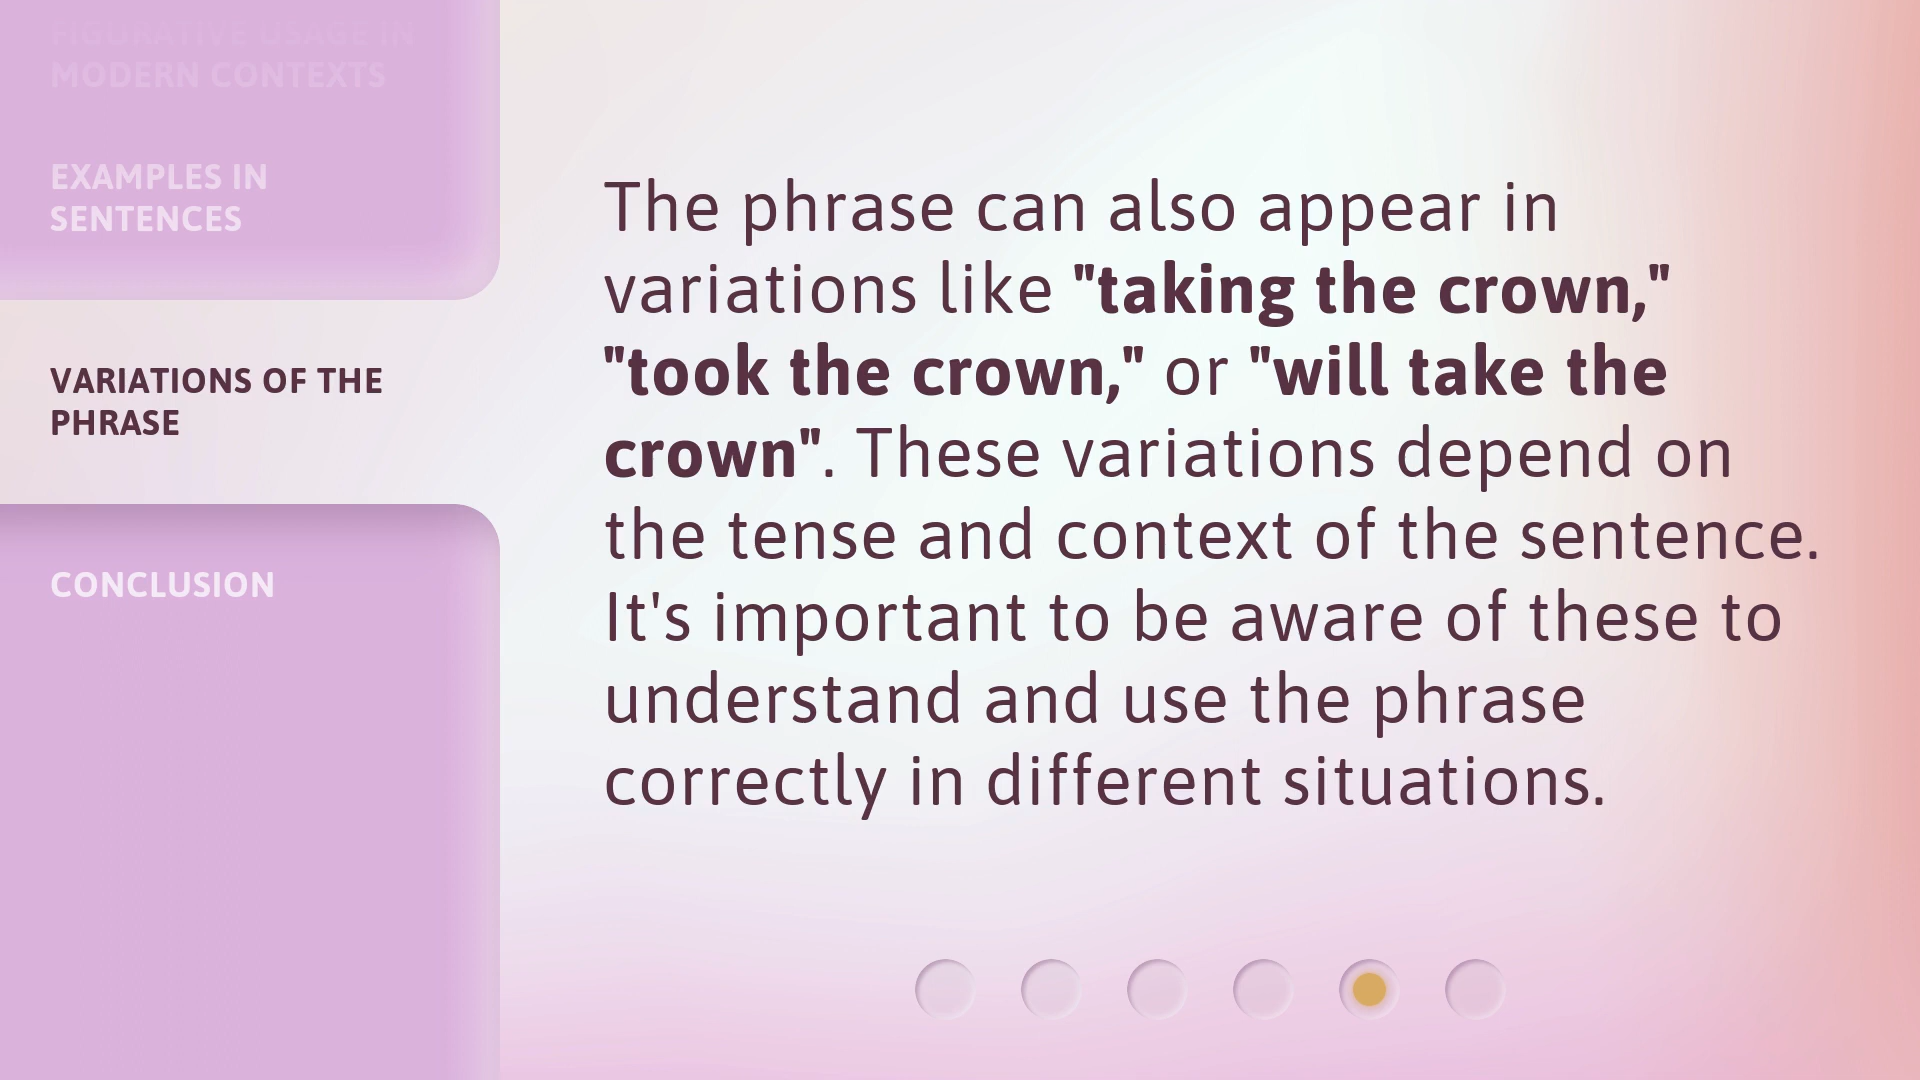 FIGURATIVE USAGE IN
MODERN CONTEXTS
EXAMPLES IN
SENTENCES
VARIATIONS OF THE
PHRASE
CONCLUSION
The phrase can also appear in
variations like "taking the crown,"
"took the crown," or "will take the
crown". These variations depend on
the tense and context of the sentence.
It's important to be aware of these to
understand and use the phrase
correctly in different situations.